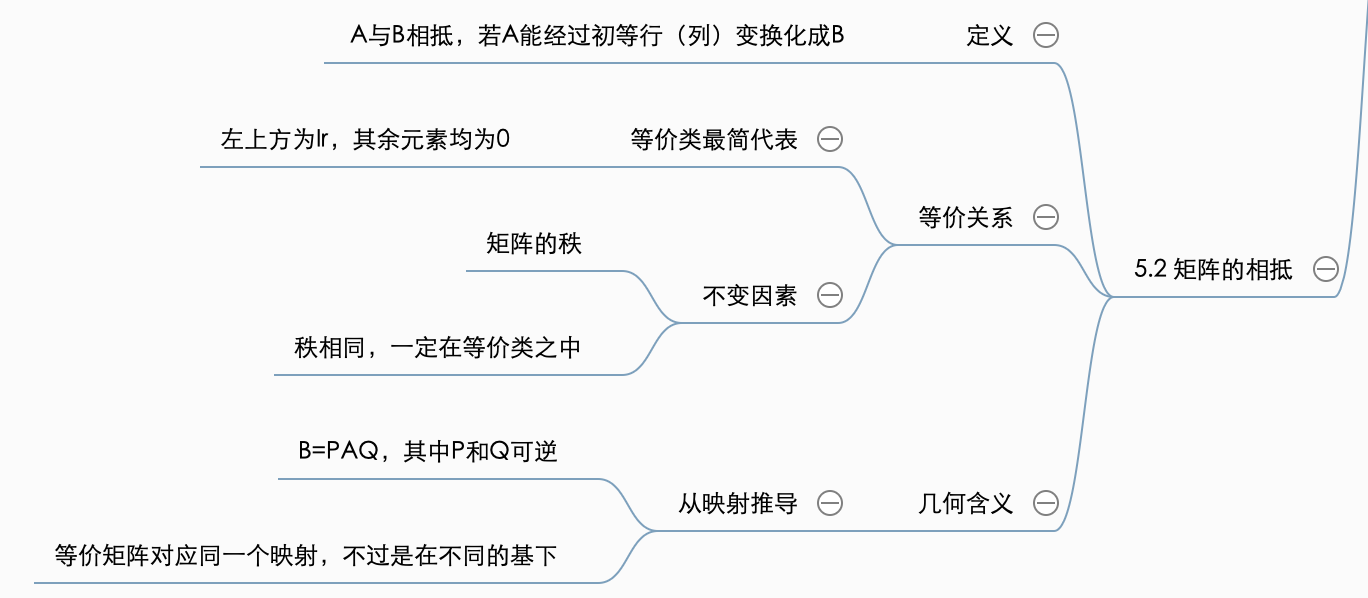 A与B相抵，若A能经过初等行（列）变换化成B
定义
左上方为Ir，其余元素均为0
等价类最简代表
等价关系
矩阵的秩
5.2 矩阵的相抵
不变因素
秩相同，一定在等价类之中
B=PAQ，其中P和Q可逆
从映射推导
几何含义
等价矩阵对应同一个映射，不过是在不同的基下